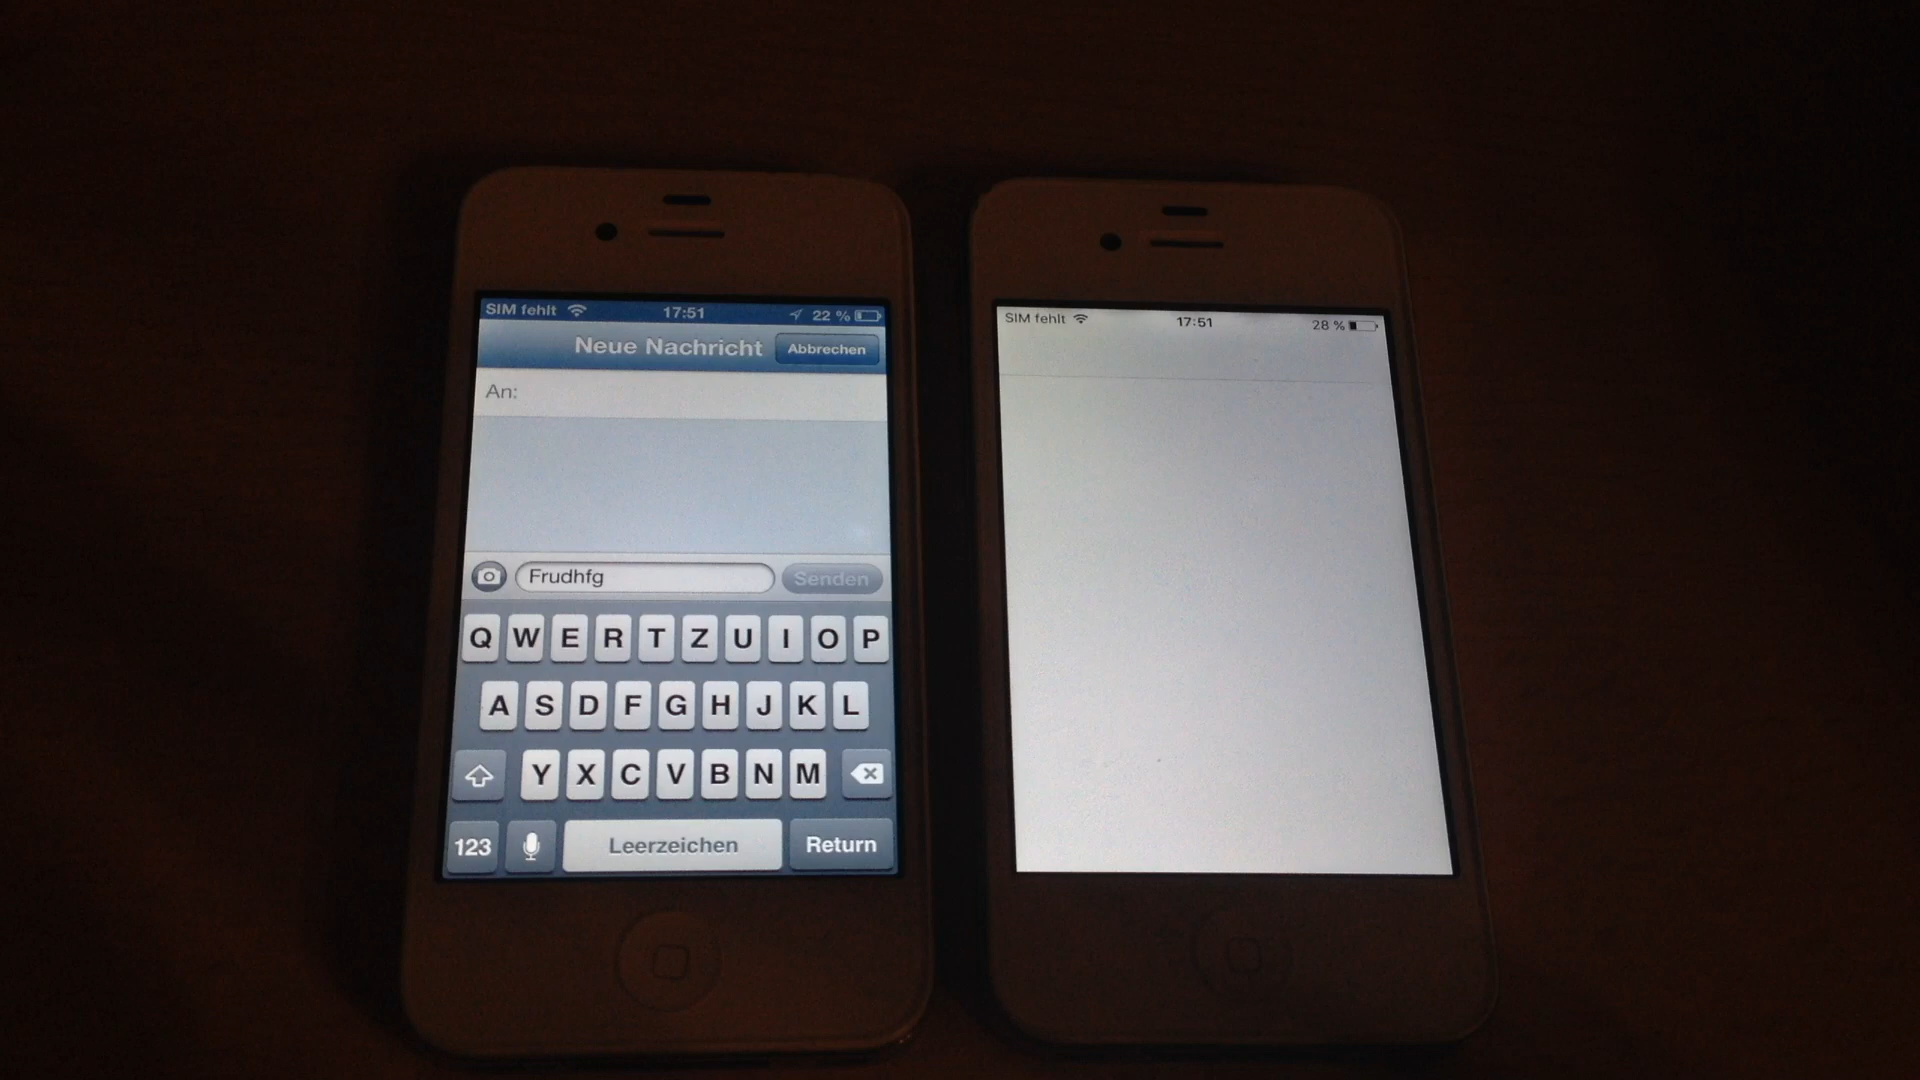 SIM fehlt 17:51 22 %
Neue Nachricht Abbrechen
An:
Frudhfg Senden
Q W E R T Z U I O P
A S D F G H J K L
Y X C V B N M
123 Leerzeichen Return
SIM fehlt 17:51 28 %